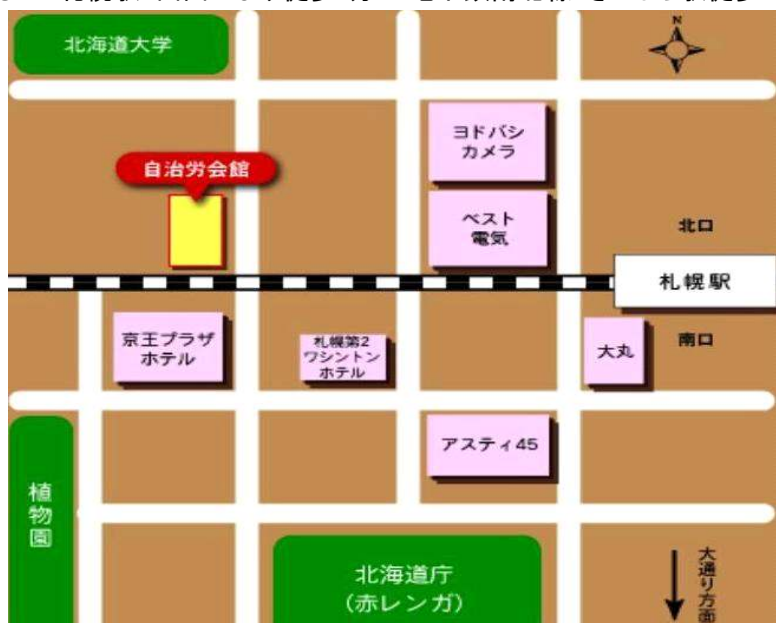 北海道大学
N
ヨドバシ
カメラ
自治労会館
ベスト
電気
北口
札幌駅
京王プラザ
ホテル
札幌第2
ワシントン
ホテル
大丸
南口
アスティ45
植物園
北海道庁
(赤レンガ)
大通り方面